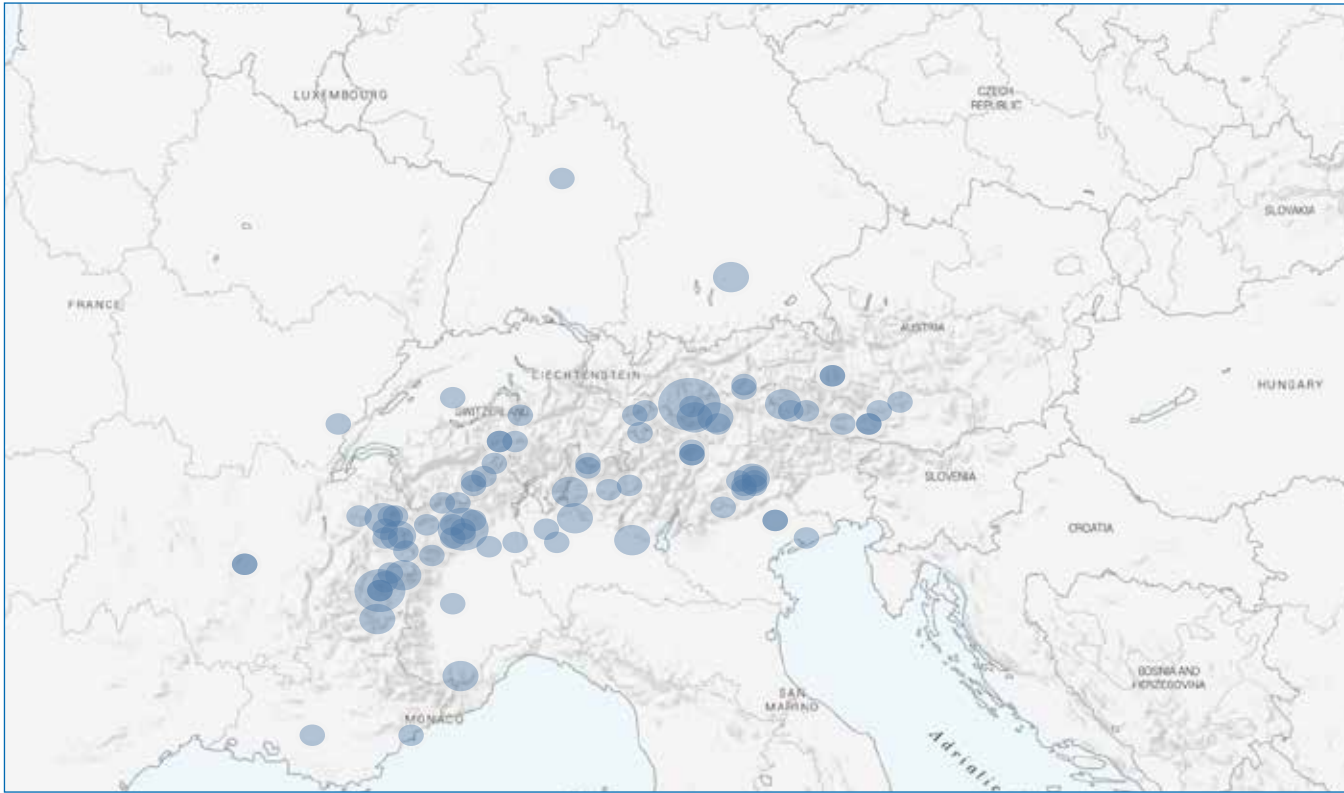 LUXEMBOURG
CZECH
REPUBLIC
SLOVAKIA
FRANCE
AUSTRIA
LIECHTENSTEIN
HUNGARY
SWITZERLAND
SLOVENIA
CROATIA
BOSNIA AND
HERZEGOVINA
SAN
MARINO
MONACO
Adriatic